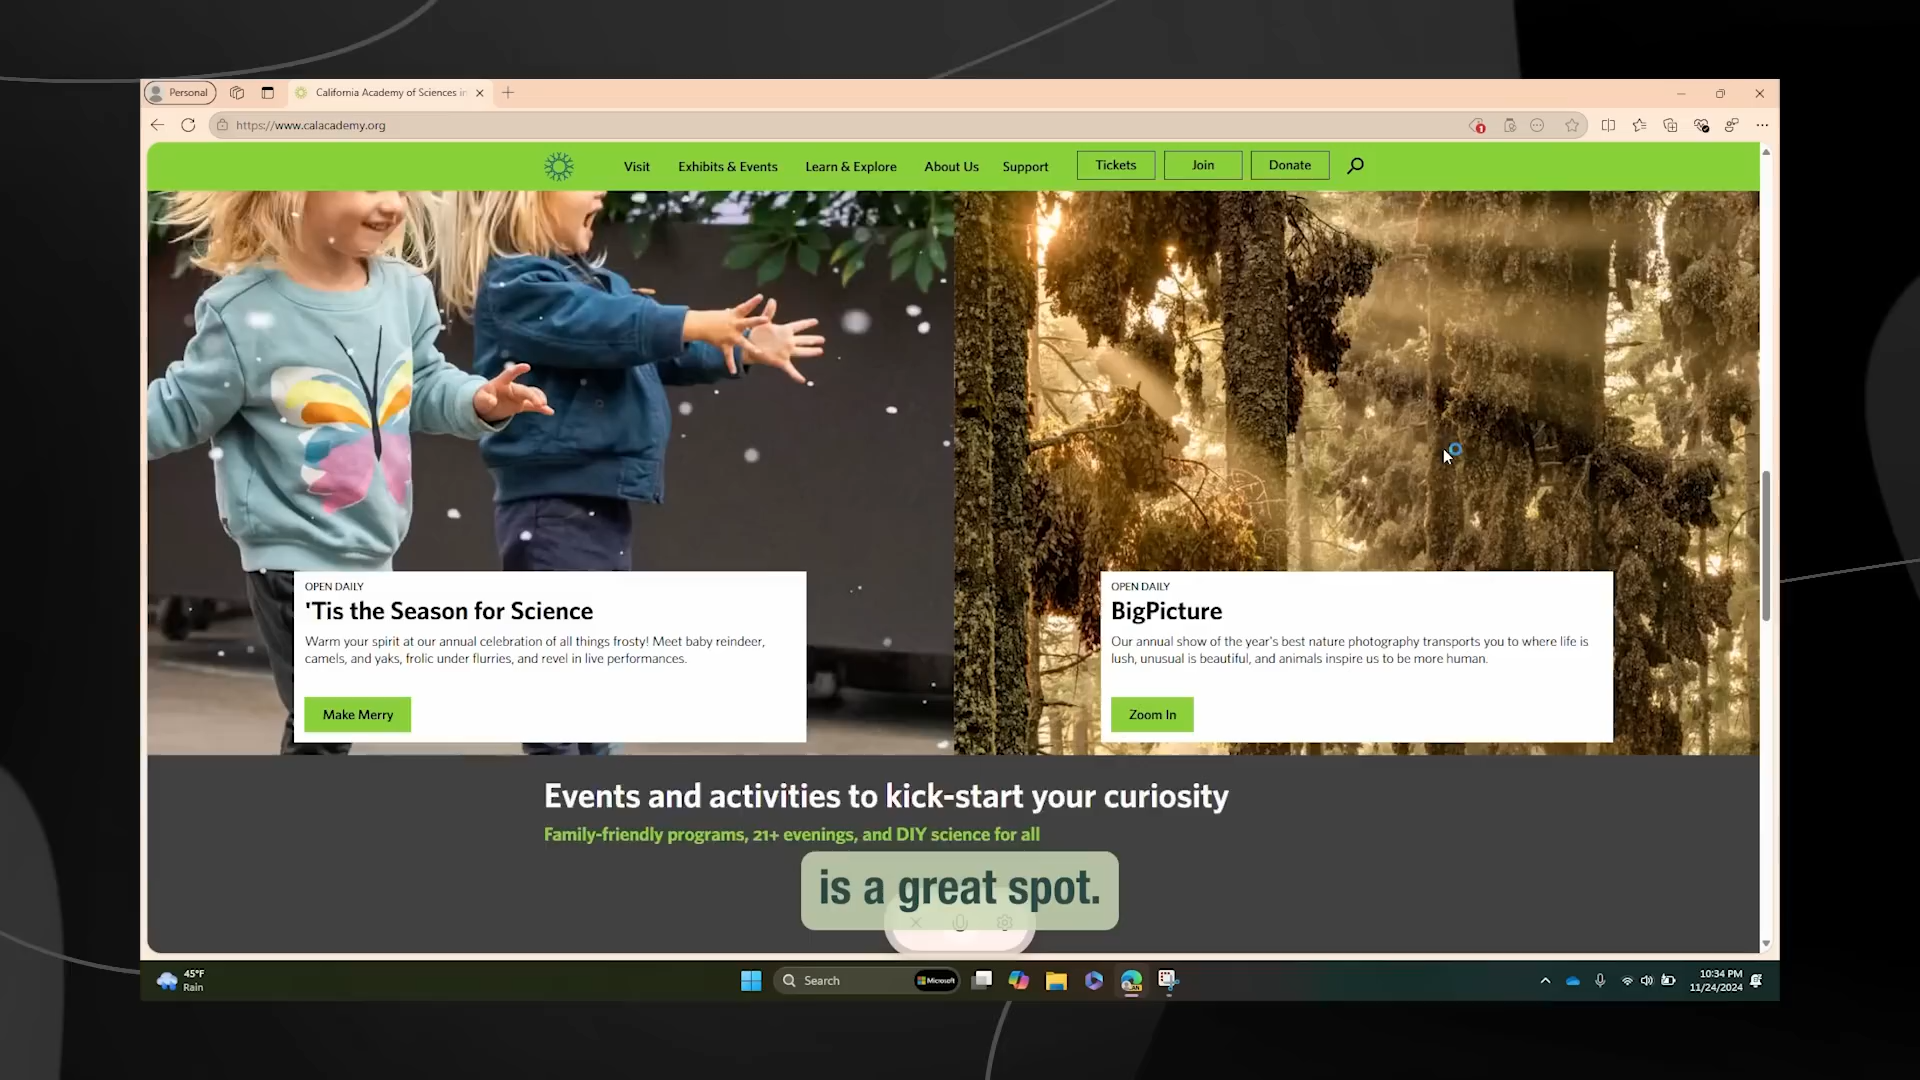 Personal
California Academy of Sciences in
https://www.calacademy.org
Visit
Exhibits & Events
Learn & Explore
About Us
Support
Tickets
Join
Donate
OPEN DAILY
'Tis the Season for Science
Warm your spirit at our annual celebration of all things frosty! Meet baby reindeer,
camels, and yaks, frolic under flurries, and revel in live performances.
Make Merry
OPEN DAILY
BigPicture
Our annual show of the year's best nature photography transports you to where life is
lush, unusual is beautiful, and animals inspire us to be more human.
Zoom In
Events and activities to kick-start your curiosity
Family-friendly programs, 21+ evenings, and DIY science for all
is a great spot.
45°F
Rain
Search
Microsoft
10:34 PM
11/24/2024